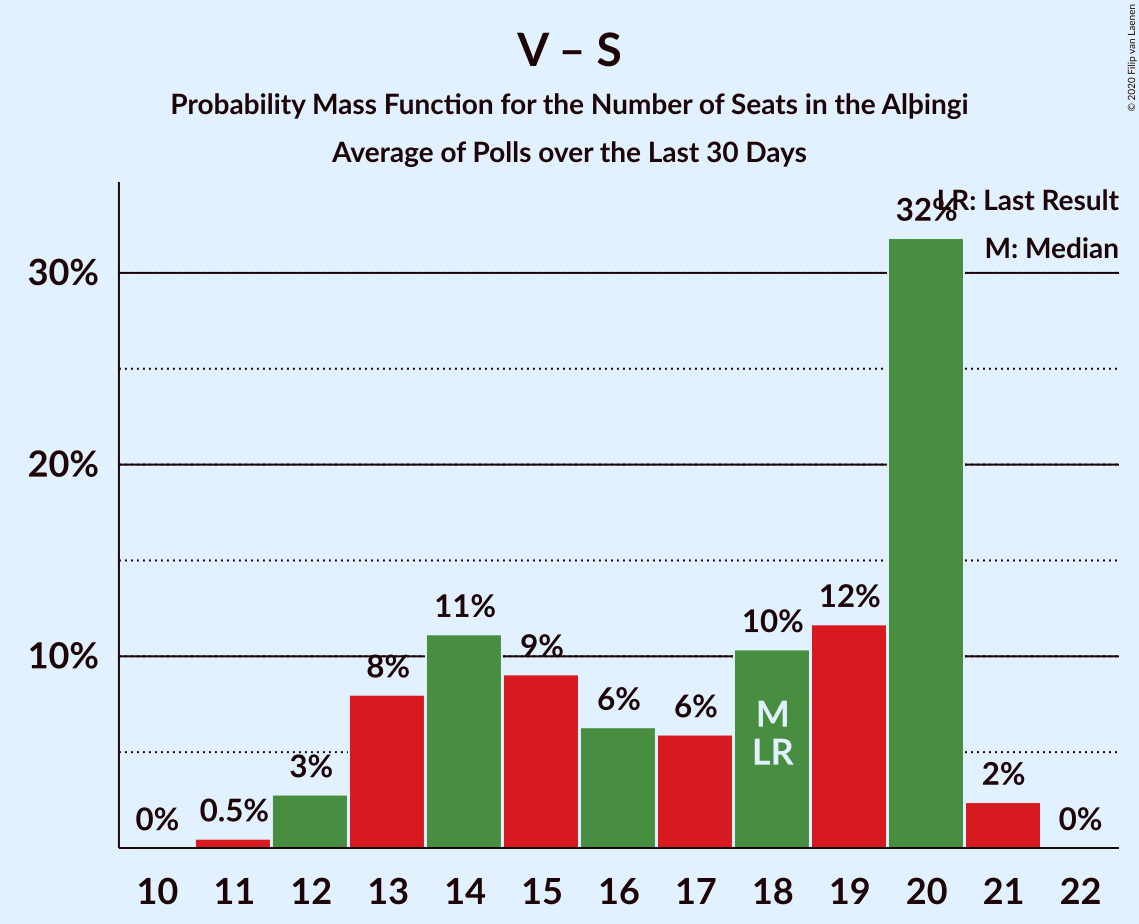 V – S
Probability Mass Function for the Number of Seats in the Alþingi
Average of Polls over the Last 30 Days
© 2020 Filip van Laenen
LR: Last Result
M: Median
30%
20%
10%
0%
0.5%
3%
8%
11%
9%
6%
6%
10%
12%
32%
2%
0%
M
LR
10 11 12 13 14 15 16 17 18 19 20 21 22